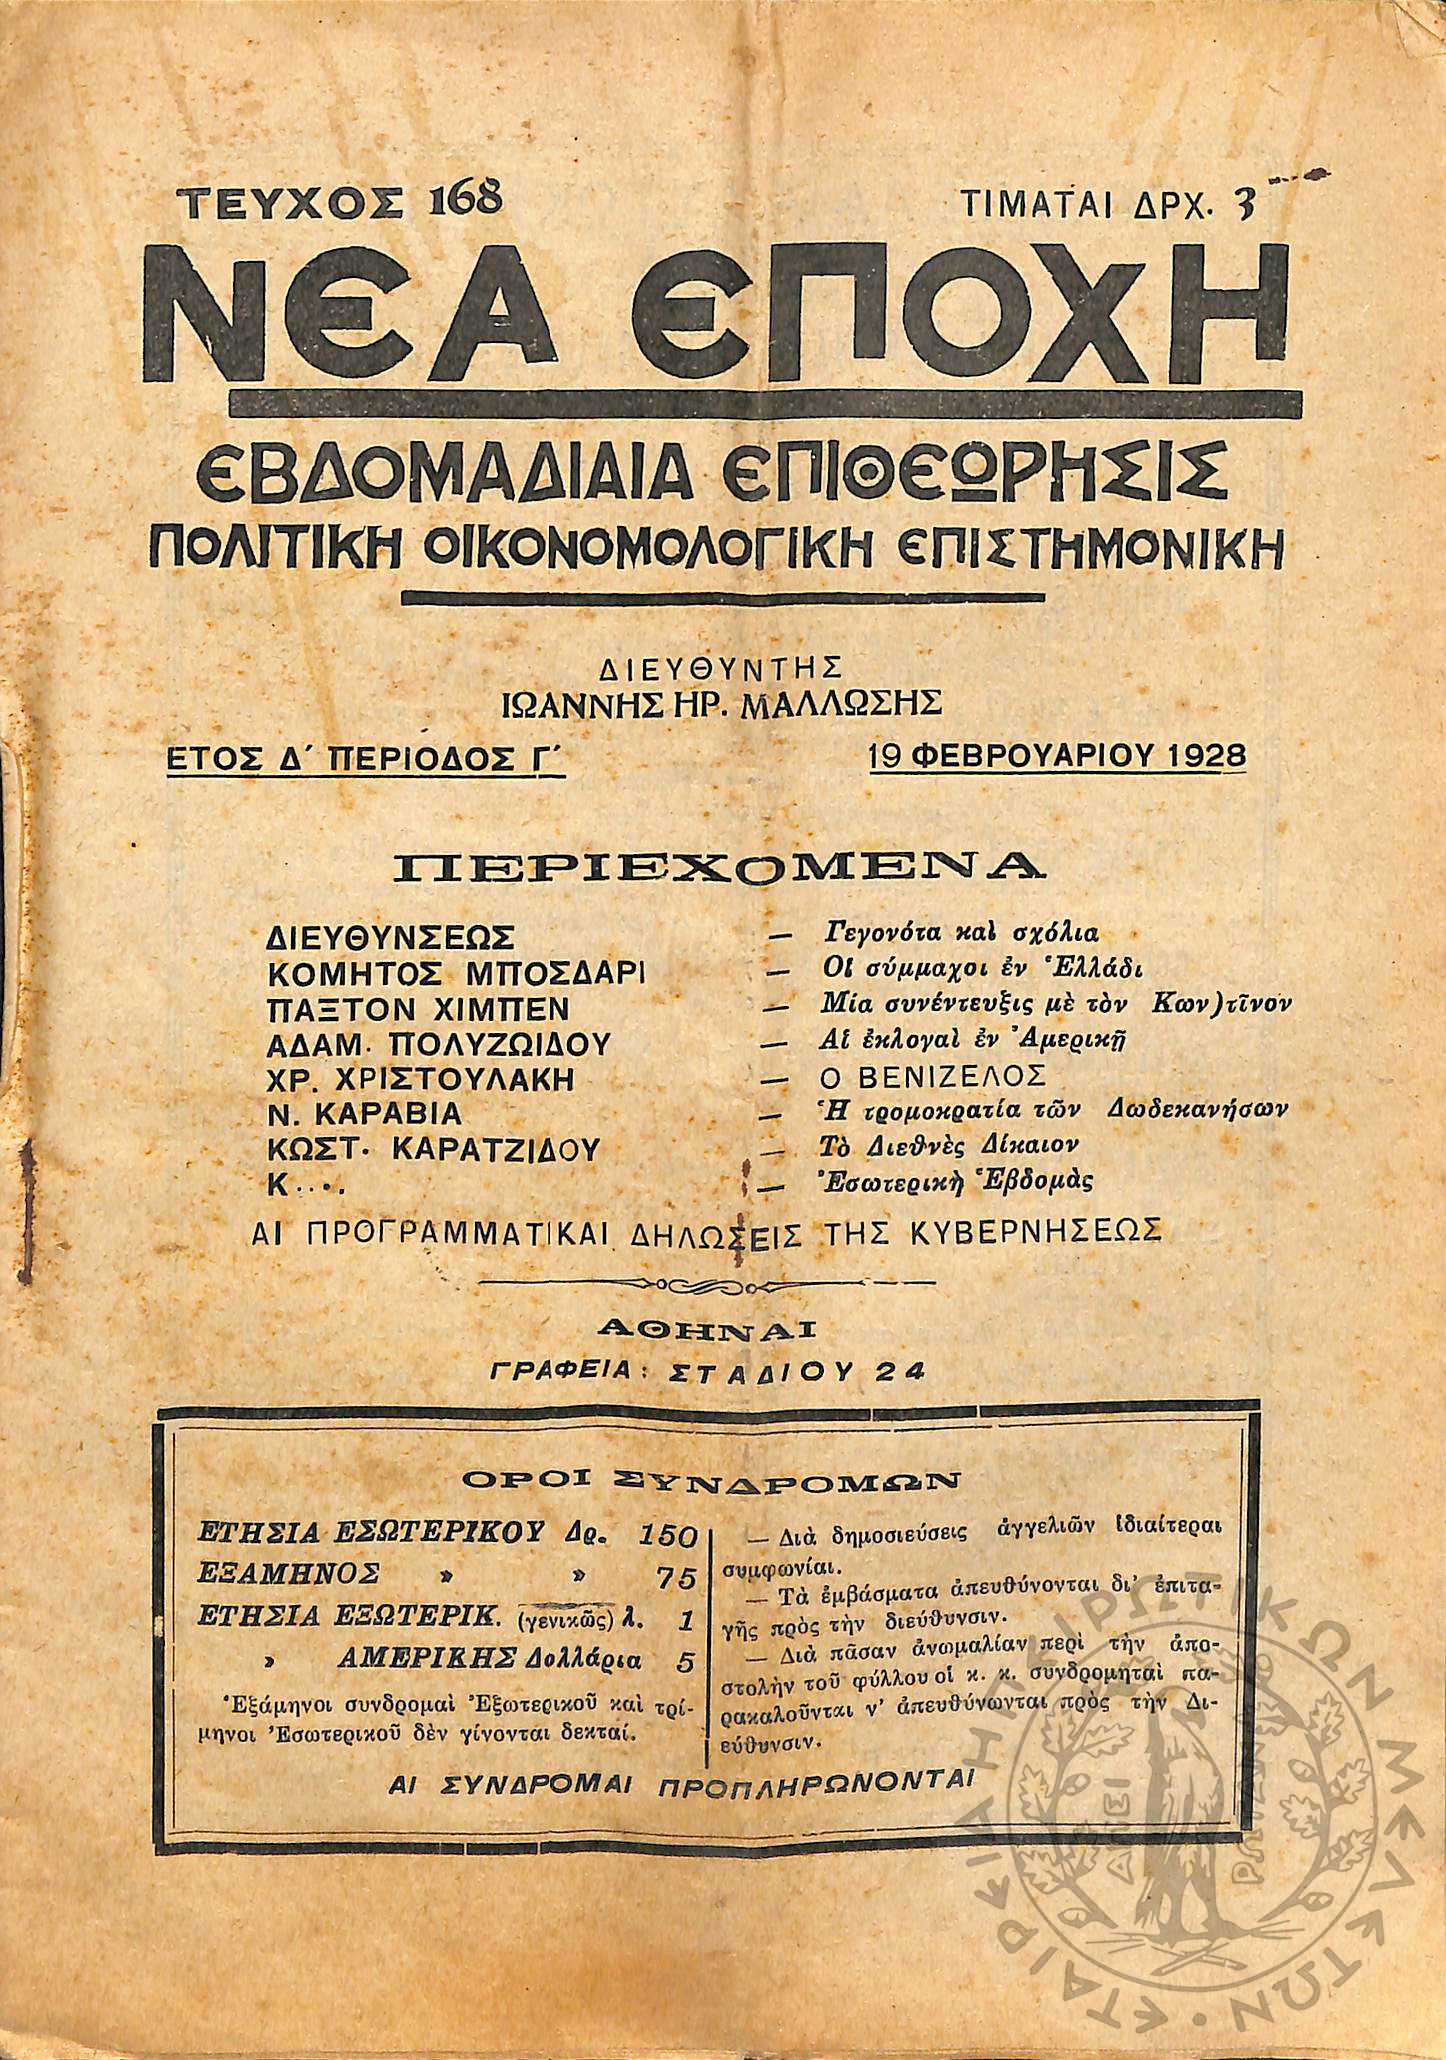 ΤΕΥΧΟΣ 168
ΤΙΜΑΤΑΙ ΔΡΧ. 3
ΝΕΑ ΕΠΟΧΗ
ΕΒΔΟΜΑΔΙΑΙΑ ΕΠΙΘΕΩΡΗΣΙΣ
ΠΟΛΙΤΙΚΗ ΟΙΚΟΝΟΜΟΛΟΓΙΚΗ ΕΠΙΣΤΗΜΟΝΙΚΗ
ΔΙΕΥΘΥΝΤΗΣ
ΙΩΑΝΝΗΣ ΗΡ. ΜΑΛΛΩΣΗΣ
ΕΤΟΣ Δ΄ ΠΕΡΙΟΔΟΣ Γ΄
19 ΦΕΒΡΟΥΑΡΙΟΥ 1928
ΠΕΡΙΕΧΟΜΕΝΑ
ΔΙΕΥΘΥΝΣΕΩΣ — Γεγονότα καὶ σχόλια
ΚΟΜΗΤΟΣ ΜΠΟΣΔΑΡΙ — Οἱ σύμμαχοι ἐν Ἑλλάδι
ΠΑΞΤΟΝ ΧΙΜΠΕΝ — Μία συνέντευξις μὲ τὸν Κων)τῖνον
ΑΔΑΜ. ΠΟΛΥΖΩΙΔΟΥ — Αἱ ἐκλογαὶ ἐν Ἀμερικῇ
ΧΡ. ΧΡΙΣΤΟΥΛΑΚΗ — Ο ΒΕΝΙΖΕΛΟΣ
Ν. ΚΑΡΑΒΙΑ — Ἡ τρομοκρατία τῶν Δωδεκανήσων
ΚΩΣΤ. ΚΑΡΑΤΖΙΔΟΥ — Τὸ Διεθνὲς Δίκαιον
Κ.... — Ἐσωτερικὴ Ἑβδομὰς
ΑΙ ΠΡΟΓΡΑΜΜΑΤΙΚΑΙ ΔΗΛΩΣΕΙΣ ΤΗΣ ΚΥΒΕΡΝΗΣΕΩΣ
ΑΘΗΝΑΙ
ΓΡΑΦΕΙΑ: ΣΤΑΔΙΟΥ 24
ΟΡΟΙ ΣΥΝΔΡΟΜΩΝ
ΕΤΗΣΙΑ ΕΣΩΤΕΡΙΚΟΥ Δρ. 150
ΕΞΑΜΗΝΟΣ » » 75
ΕΤΗΣΙΑ ΕΞΩΤΕΡΙΚ. (γενικῶς) λ. 1
» ΑΜΕΡΙΚΗΣ Δολλάρια 5
Ἑξάμηνοι συνδρομαὶ Ἐξωτερικοῦ καὶ τρί-
μηνοι Ἐσωτερικοῦ δὲν γίνονται δεκταί.
— Διὰ δημοσιεύσεις ἀγγελιῶν ἰδιαίτεραι
συμφωνίαι.
— Τὰ ἐμβάσματα ἀπευθύνονται δι' ἐπιτα-
γῆς πρὸς τὴν διεύθυνσιν.
— Διὰ πᾶσαν ἀνωμαλίαν περὶ τὴν ἀπο-
στολὴν τοῦ φύλλου οἱ κ. κ. συνδρομηταὶ πα-
ρακαλοῦνται ν' ἀπευθύνωνται πρὸς τὴν Δι-
εύθυνσιν.
ΑΙ ΣΥΝΔΡΟΜΑΙ ΠΡΟΠΛΗΡΩΝΟΝΤΑΙ
ΕΤΑΙΡΕΙΑ ΗΠΕΙΡΩΤΙΚΩΝ ΜΕΛΕΤΩΝ
ΑΠΕΙ ΡΩΤΑΝ